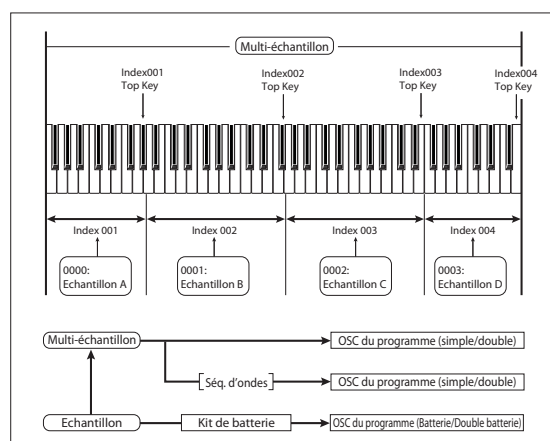 Multi-échantillon
Index001
Top Key
Index002
Top Key
Index003
Top Key
Index004
Top Key
Index 001
Index 002
Index 003
Index 004
0000:
Echantillon A
0001:
Echantillon B
0002:
Echantillon C
0003:
Echantillon D
Multi-échantillon
OSC du programme (simple/double)
Séq. d'ondes
OSC du programme (simple/double)
Echantillon
Kit de batterie
OSC du programme (Batterie/Double batterie)